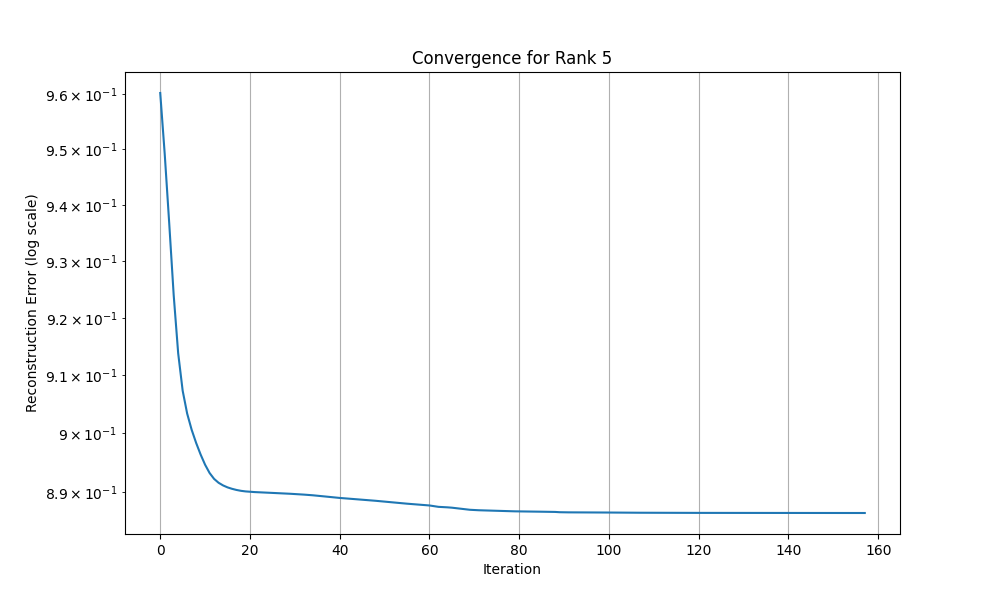 Convergence for Rank 5
Reconstruction Error (log scale)
9.6 × 10⁻¹
9.5 × 10⁻¹
9.4 × 10⁻¹
9.3 × 10⁻¹
9.2 × 10⁻¹
9.1 × 10⁻¹
9 × 10⁻¹
8.9 × 10⁻¹
0 20 40 60 80 100 120 140 160
Iteration